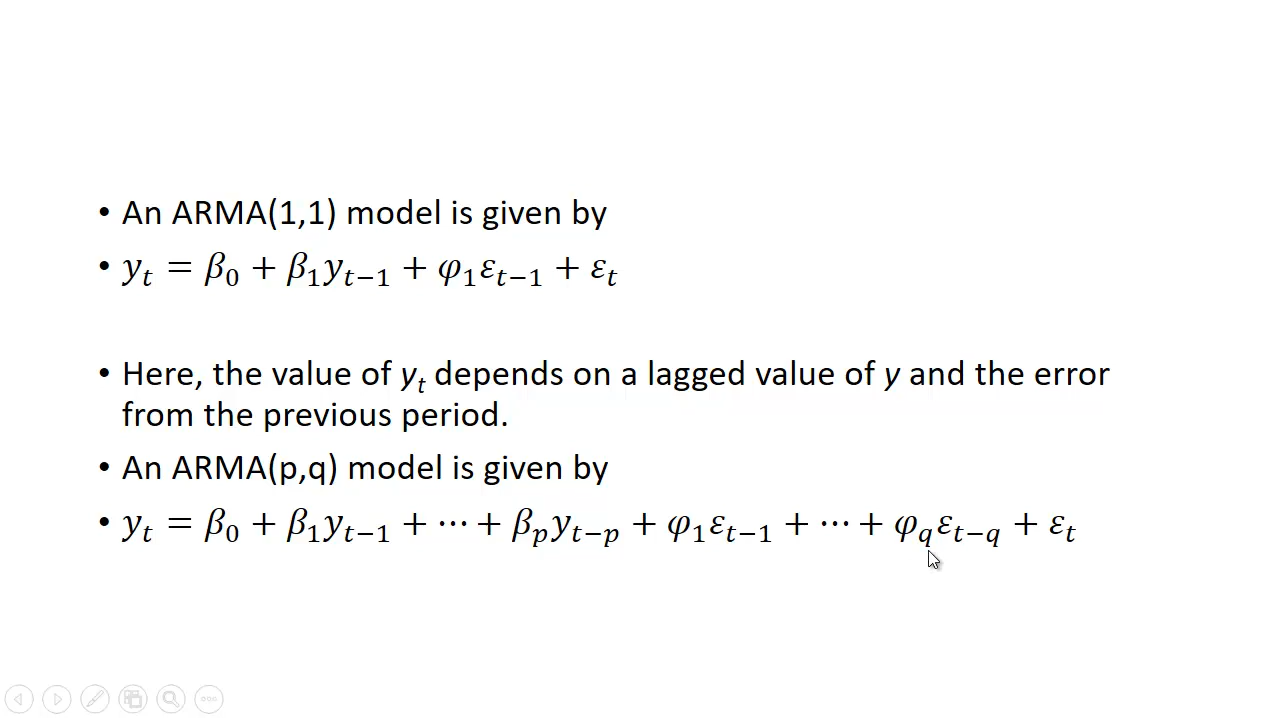 • An ARMA(1,1) model is given by
• yₜ = β₀ + β₁yₜ₋₁ + φ₁εₜ₋₁ + εₜ
• Here, the value of yₜ depends on a lagged value of y and the error
from the previous period.
• An ARMA(p,q) model is given by
• yₜ = β₀ + β₁yₜ₋₁ + ⋯ + βₚyₜ₋ₚ + φ₁εₜ₋₁ + ⋯ + φ_qε_{t−q} + εₜ